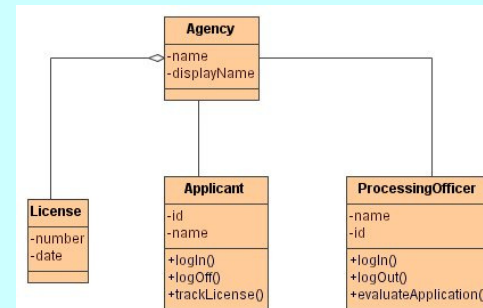 Agency
-name
-displayName
License
-number
-date
Applicant
-id
-name
+logIn()
+logOff()
+trackLicense()
ProcessingOfficer
-name
-id
+logIn()
+logOut()
+evaluateApplication()